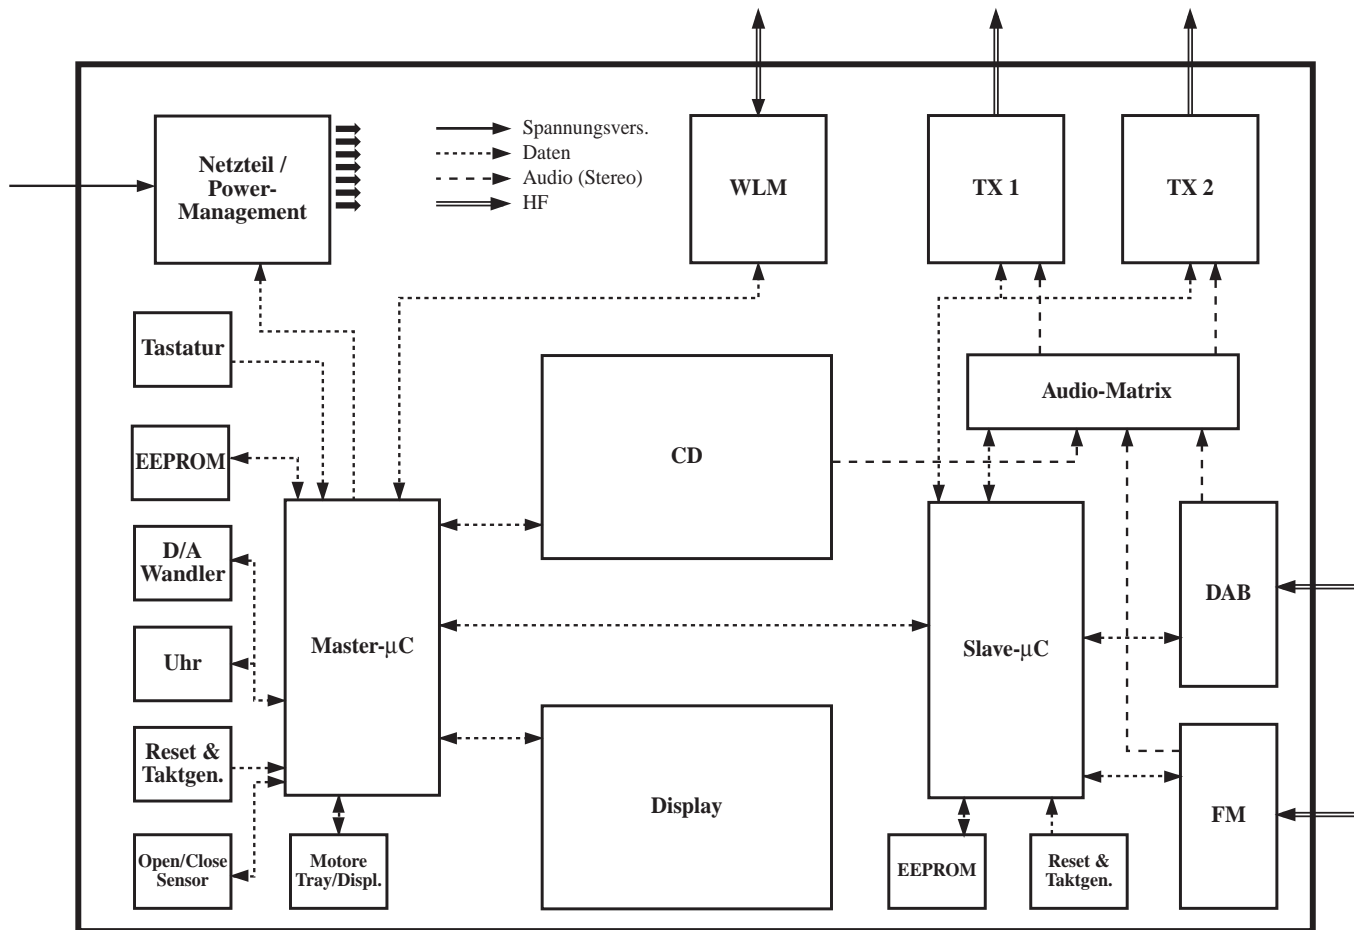 Netzteil /
Power-
Management
Spannungsvers.
Daten
Audio (Stereo)
HF
WLM
TX 1
TX 2
Tastatur
Audio-Matrix
EEPROM
CD
D/A
Wandler
DAB
Uhr
Master-µC
Slave-µC
Reset &
Taktgen.
Display
FM
Open/Close
Sensor
Motore
Tray/Displ.
EEPROM
Reset &
Taktgen.